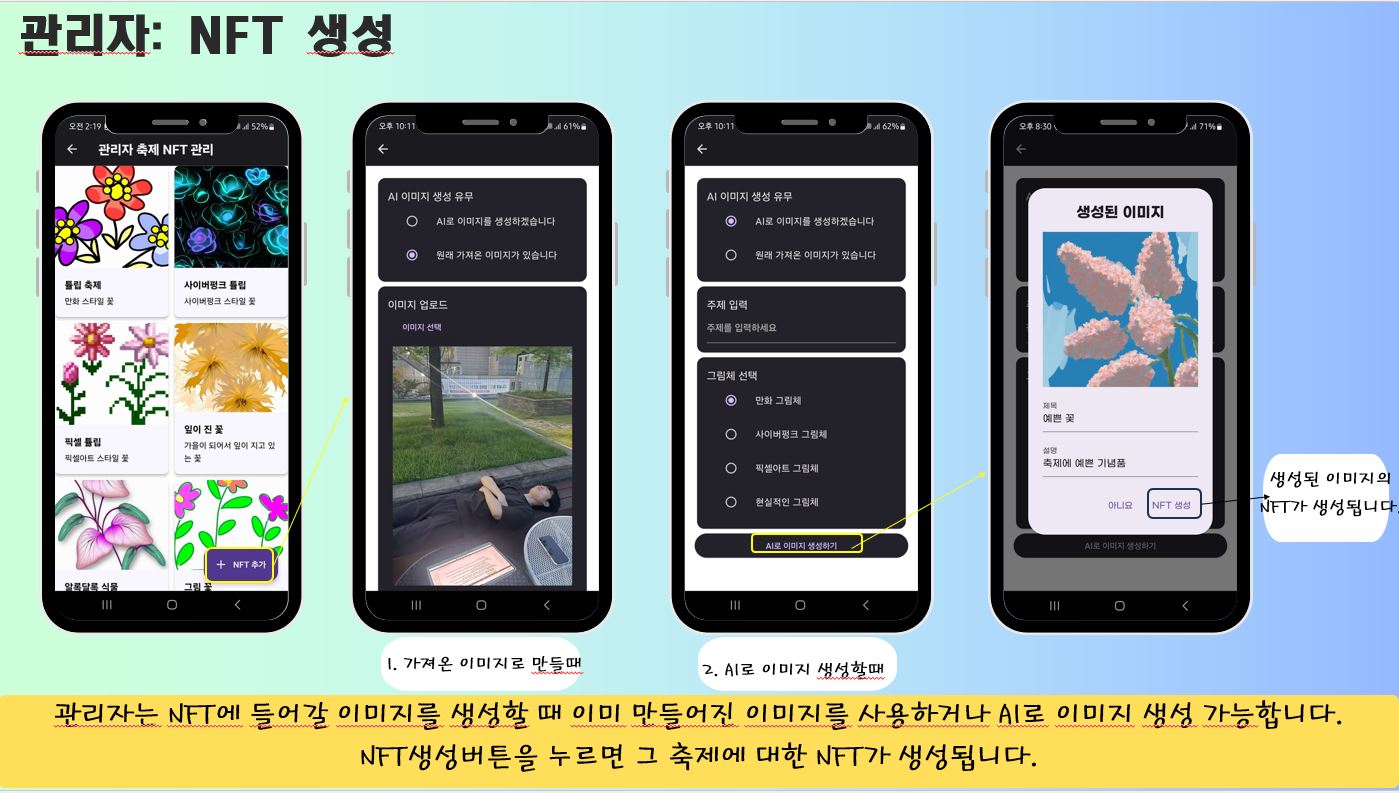 관리자: NFT 생성
오전 2:19
52%
관리자 축제 NFT 관리
튤립 축제
만화 스타일 꽃
사이버펑크 튤립
사이버펑크 스타일 꽃
픽셀 튤립
픽셀아트 스타일 꽃
잎이 진 꽃
가을이 되어서 잎이 지고 있
는 꽃
알록달록 식물
그림 꽃
+ NFT 추가
오후 10:11
61%
AI 이미지 생성 유무
AI로 이미지를 생성하겠습니다
원래 가져온 이미지가 있습니다
이미지 업로드
이미지 선택
1. 가져온 이미지로 만들때
오후 10:11
62%
AI 이미지 생성 유무
AI로 이미지를 생성하겠습니다
원래 가져온 이미지가 있습니다
주제 입력
주제를 입력하세요
그림체 선택
만화 그림체
사이버펑크 그림체
픽셀아트 그림체
현실적인 그림체
AI로 이미지 생성하기
2. AI로 이미지 생성할때
오후 8:30
71%
생성된 이미지
제목
예쁜 꽃
설명
축제에 예쁜 기념품
아니요
NFT 생성
AI로 이미지 생성하기
생성된 이미지의
NFT가 생성됩니다.
관리자는 NFT에 들어갈 이미지를 생성할 때 이미 만들어진 이미지를 사용하거나 AI로 이미지 생성 가능합니다.
NFT생성버튼을 누르면 그 축제에 대한 NFT가 생성됩니다.